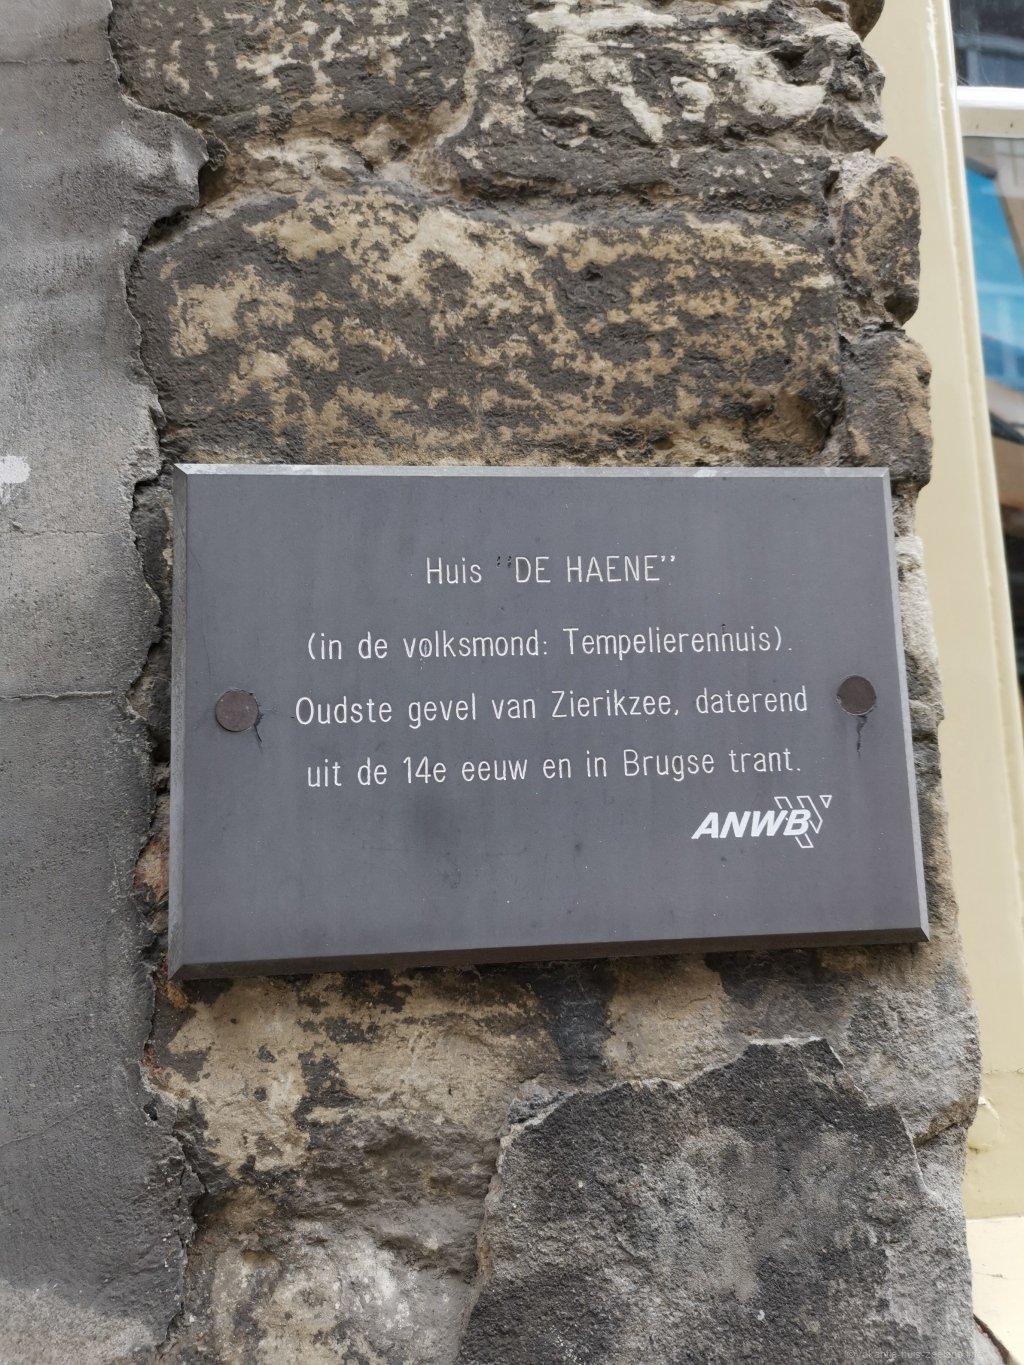 Huis "DE HAENE"
(in de volksmond: Tempelierenhuis).
Oudste gevel van Zierikzee, daterend
uit de 14e eeuw en in Brugse trant.
ANWB